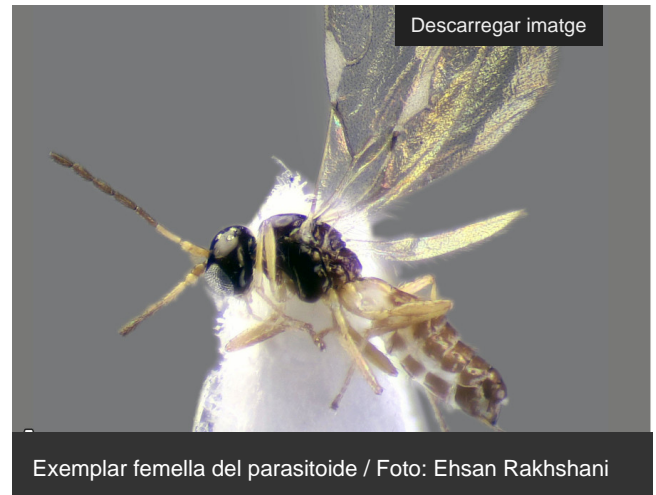 Descarregar imatge
Exemplar femella del parasitoide / Foto: Ehsan Rakhshani